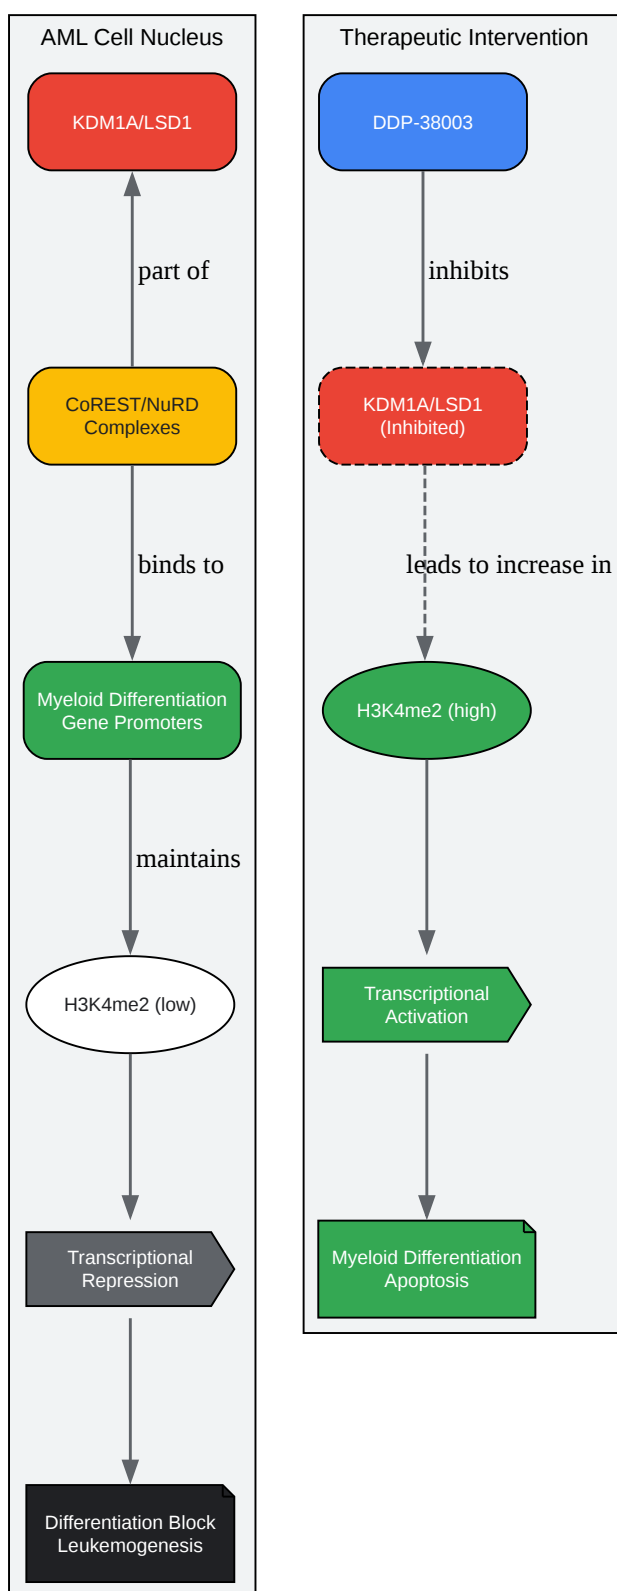 AML Cell Nucleus
KDM1A/LSD1
part of
CoREST/NuRD
Complexes
binds to
Myeloid Differentiation
Gene Promoters
maintains
H3K4me2 (low)
Transcriptional
Repression
Differentiation Block
Leukemogenesis
Therapeutic Intervention
DDP-38003
inhibits
KDM1A/LSD1
(Inhibited)
leads to increase in
H3K4me2 (high)
Transcriptional
Activation
Myeloid Differentiation
Apoptosis